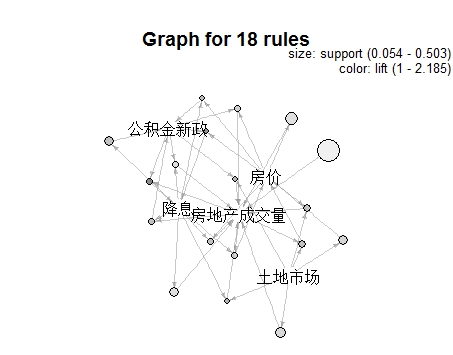 Graph for 18 rules
size: support (0.054 - 0.503)
color: lift (1 - 2.185)
公积金新政
房价
降息
房地产成交量
土地市场